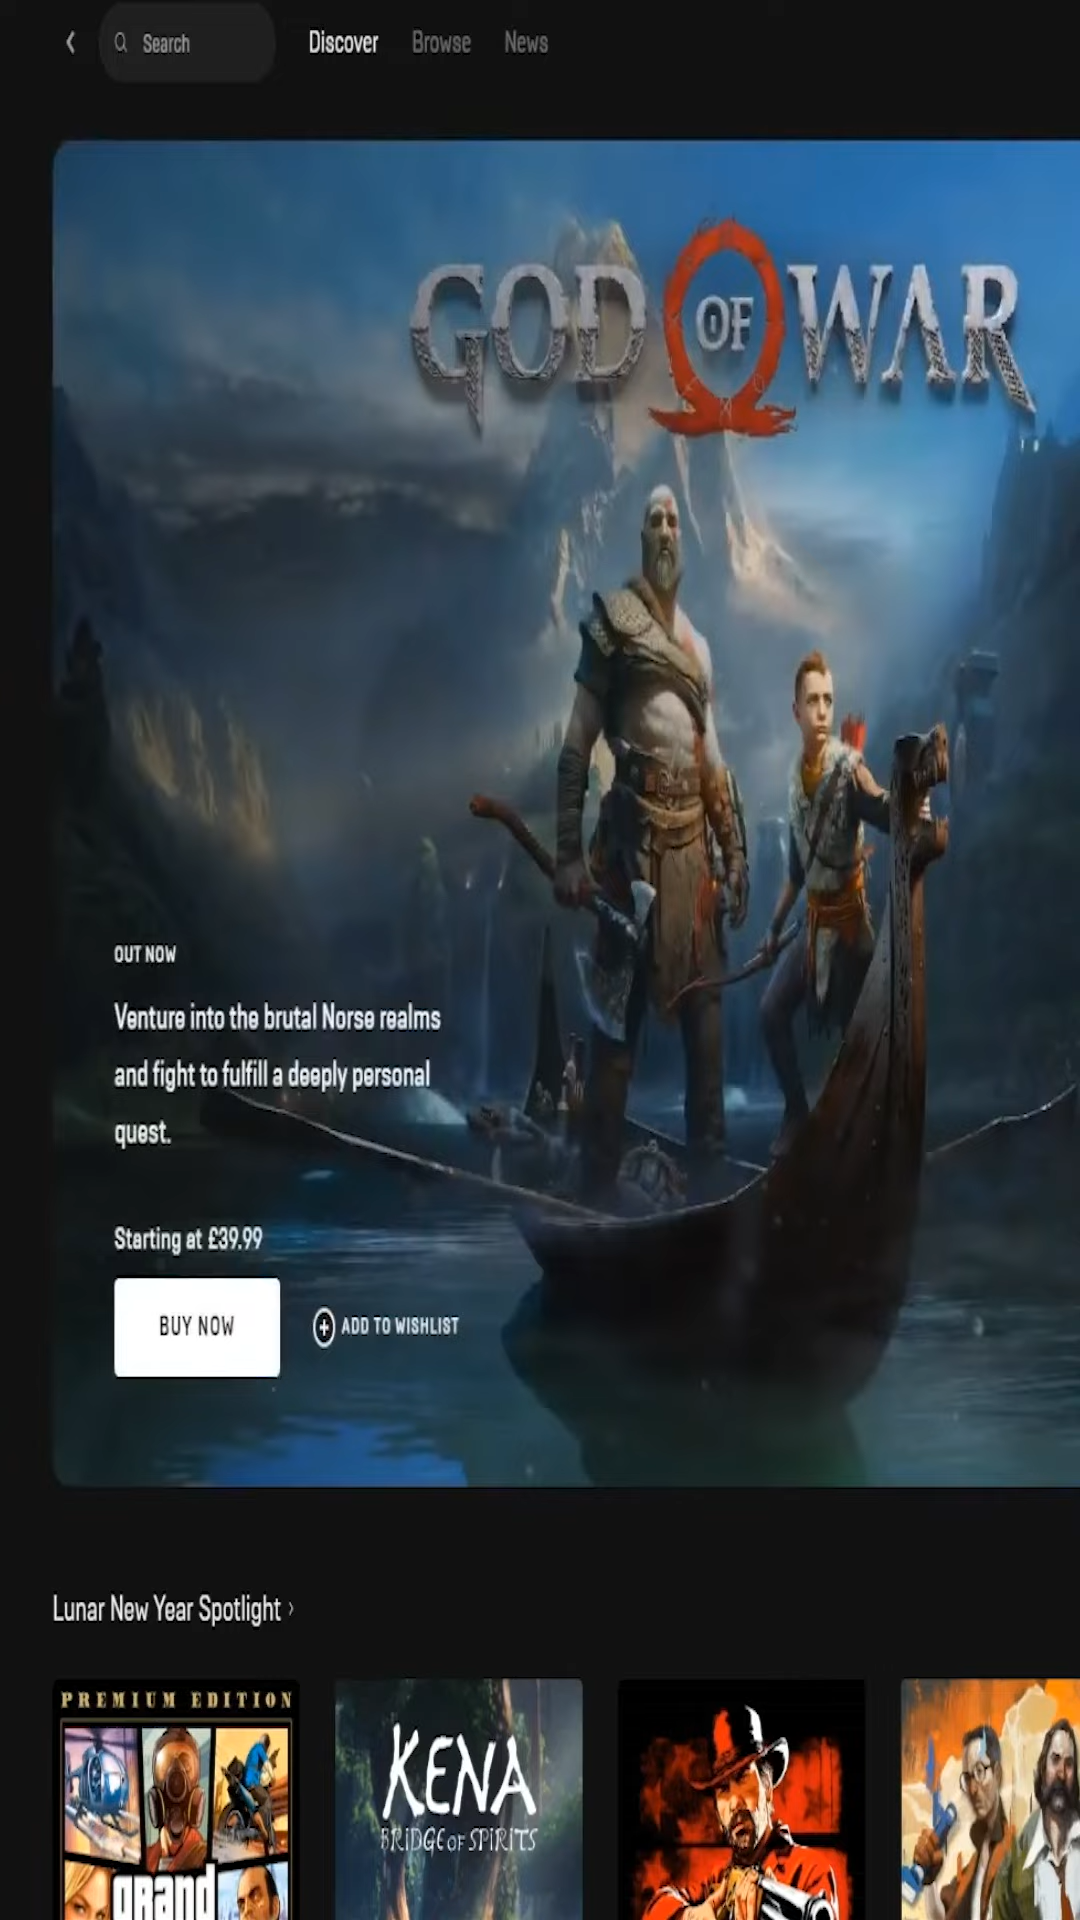 Search
Discover
Browse
News
GOD OF WAR
OUT NOW
Venture into the brutal Norse realms
and fight to fulfill a deeply personal
quest.
Starting at £39.99
BUY NOW
ADD TO WISHLIST
Lunar New Year Spotlight
PREMIUM EDITION
GRAND
KENA
BRIDGE OF SPIRITS